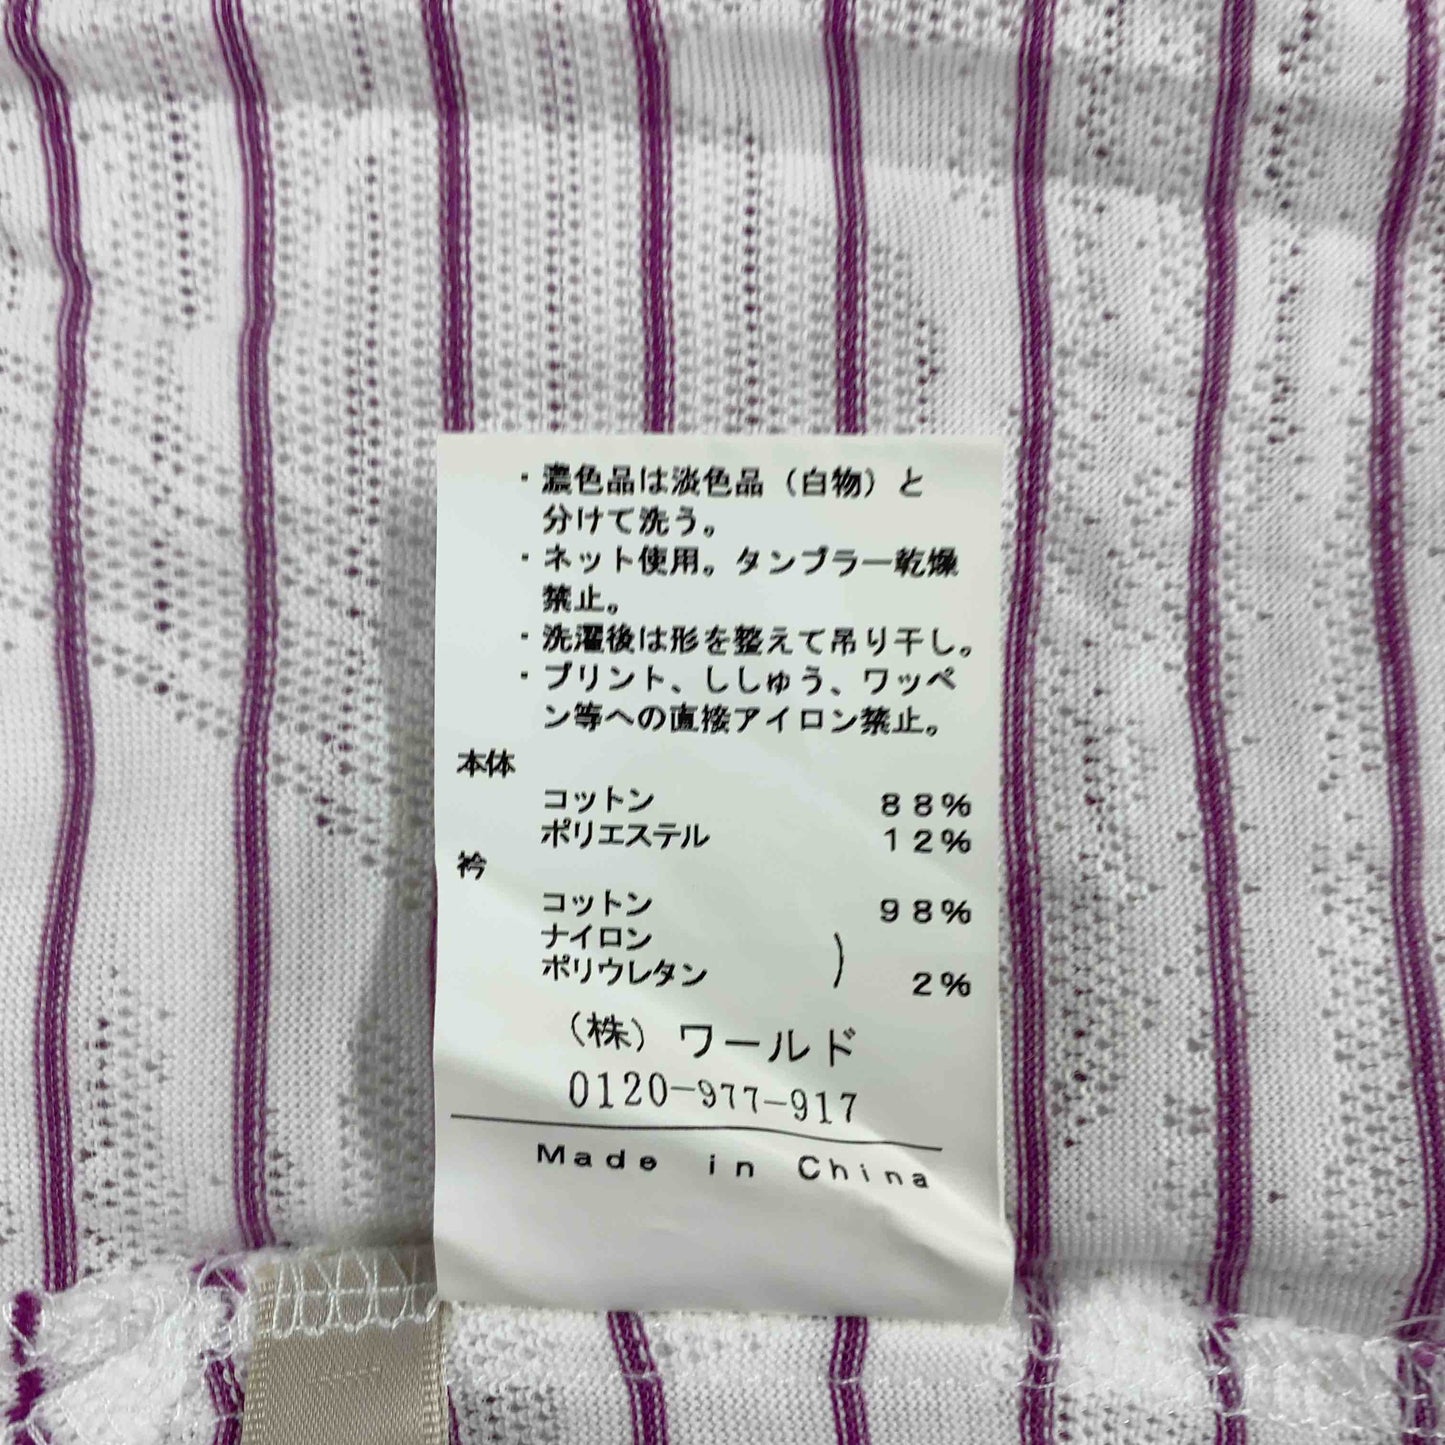 ・濃色品は淡色品（白物）と
分けて洗う。
・ネット使用。タンブラー乾燥
禁止。
・洗濯後は形を整えて吊り干し。
・プリント、ししゅう、ワッペ
ン等への直接アイロン禁止。
本体
コットン 88%
ポリエステル 12%
衿
コットン 98%
ナイロン
ポリウレタン ) 2%
（株）ワールド
0120-977-917
Made in China